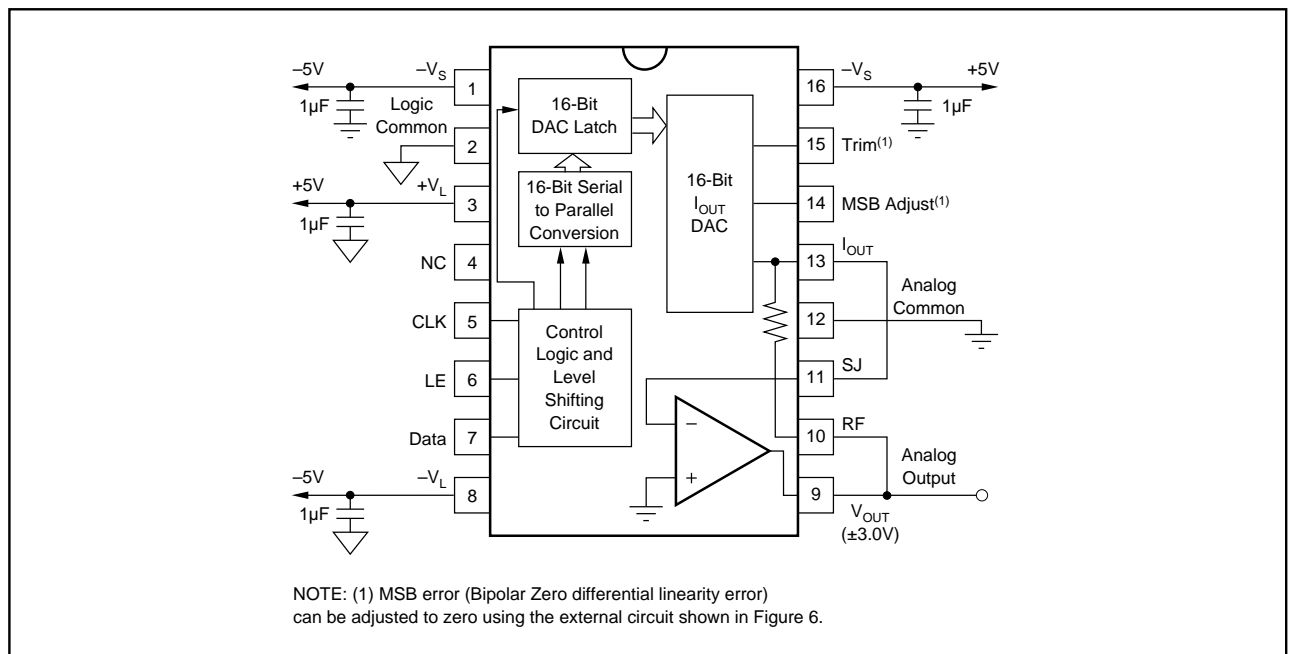 –5V
–V_S
1
1µF
Logic
Common
2
+5V
+V_L
3
1µF
NC
4
CLK
5
LE
6
Data
7
–5V
–V_L
8
1µF
16-Bit
DAC Latch
16-Bit Serial
to Parallel
Conversion
Control
Logic and
Level
Shifting
Circuit
16-Bit
I_OUT
DAC
–
+
16
–V_S
+5V
1µF
15
Trim(1)
14
MSB Adjust(1)
13
I_OUT
12
Analog
Common
11
SJ
10
RF
Analog
Output
9
V_OUT
(±3.0V)
NOTE: (1) MSB error (Bipolar Zero differential linearity error)
can be adjusted to zero using the external circuit shown in Figure 6.